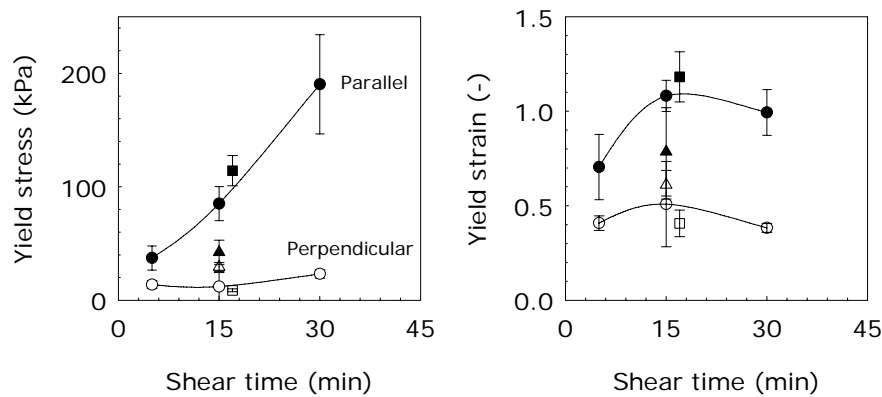 Yield stress (kPa)
200
100
0
0 15 30 45
Shear time (min)
Parallel
Perpendicular
Yield strain (-)
1.5
1.0
0.5
0.0
0 15 30 45
Shear time (min)